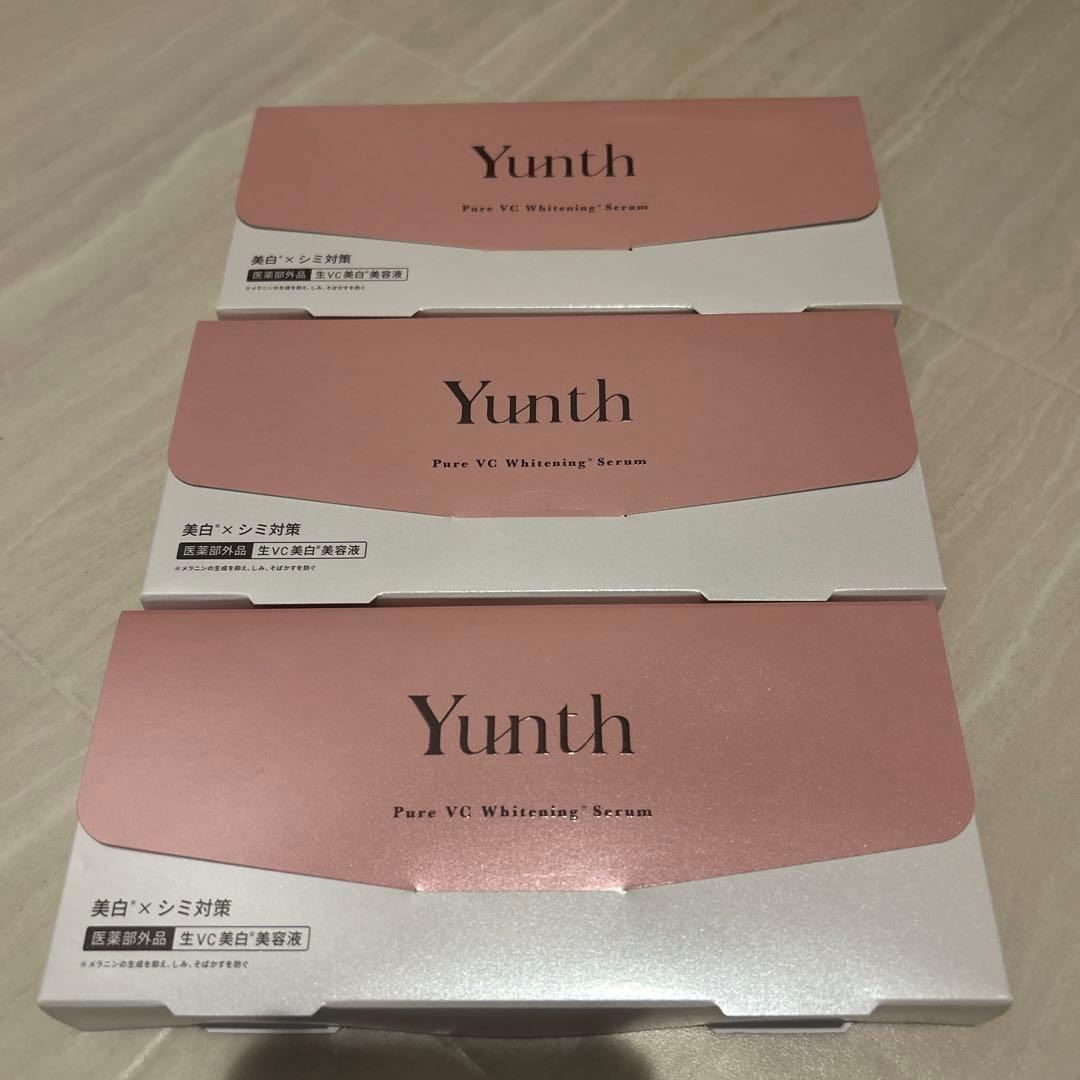 Yunth
Pure VC Whitening※ Serum
美白※×シミ対策
医薬部外品 生VC美白※美容液
※メラニンの生成を抑え、しみ、そばかすを防ぐ
Yunth
Pure VC Whitening※ Serum
美白※×シミ対策
医薬部外品 生VC美白※美容液
※メラニンの生成を抑え、しみ、そばかすを防ぐ
Yunth
Pure VC Whitening※ Serum
美白※×シミ対策
医薬部外品 生VC美白※美容液
※メラニンの生成を抑え、しみ、そばかすを防ぐ